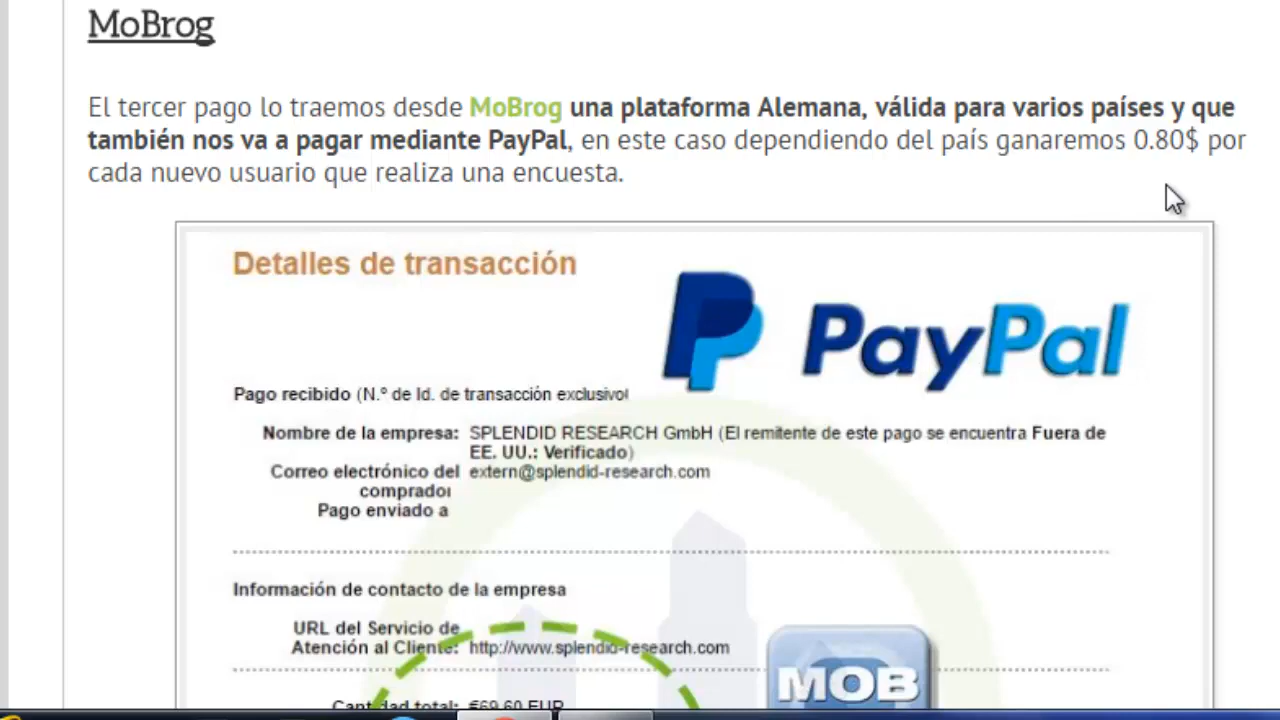 MoBrog
El tercer pago lo traemos desde MoBrog una plataforma Alemana, válida para varios países y que
también nos va a pagar mediante PayPal, en este caso dependiendo del país ganaremos 0.80$ por
cada nuevo usuario que realiza una encuesta.
Detalles de transacción
PayPal
Pago recibido (N.º de Id. de transacción exclusivo
Nombre de la empresa: SPLENDID RESEARCH GmbH (El remitente de este pago se encuentra Fuera de
EE. UU.: Verificado)
Correo electrónico del extern@splendid-research.com
comprador
Pago enviado a
Información de contacto de la empresa
URL del Servicio de
Atención al Cliente: http://www.splendid-research.com
MOB
Cantidad total: €69,60 EUR